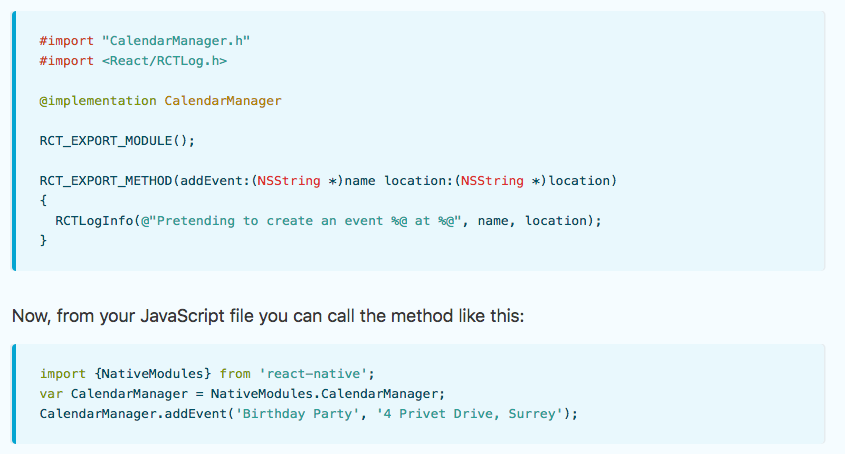 #import "CalendarManager.h"
#import <React/RCTLog.h>
@implementation CalendarManager
RCT_EXPORT_MODULE();
RCT_EXPORT_METHOD(addEvent:(NSString *)name location:(NSString *)location)
{
  RCTLogInfo(@"Pretending to create an event %@ at %@", name, location);
}
Now, from your JavaScript file you can call the method like this:
import {NativeModules} from 'react-native';
var CalendarManager = NativeModules.CalendarManager;
CalendarManager.addEvent('Birthday Party', '4 Privet Drive, Surrey');